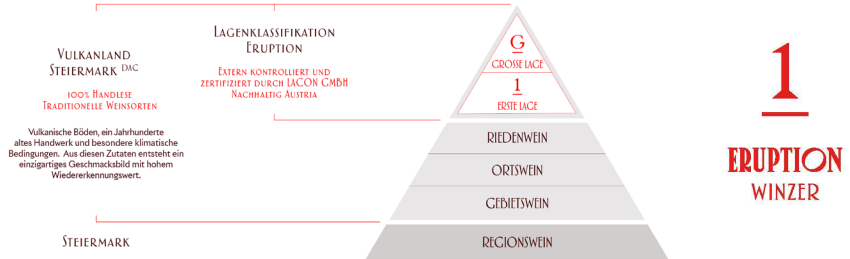 VULKANLAND
STEIERMARK DAC
100% HANDLESE
TRADITIONELLE WEINSORTEN
Vulkanische Böden, ein Jahrhunderte
altes Handwerk und besondere klimatische
Bedingungen. Aus diesen Zutaten entsteht ein
einzigartiges Geschmacksbild mit hohem
Wiedererkennungswert.
STEIERMARK
LAGENKLASSIFIKATION
ERUPTION
EXTERN KONTROLLIERT UND
ZERTIFIZIERT DURCH LACON GMBH
NACHHALTIG AUSTRIA
G
GROSSE LAGE
1
ERSTE LAGE
RIEDENWEIN
ORTSWEIN
GEBIETSWEIN
REGIONSWEIN
1
ERUPTION
WINZER